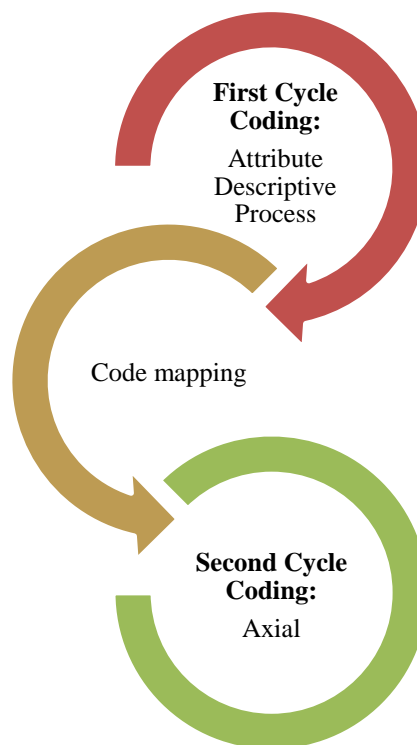 First Cycle
Coding:
Attribute
Descriptive
Process
Code mapping
Second Cycle
Coding:
Axial